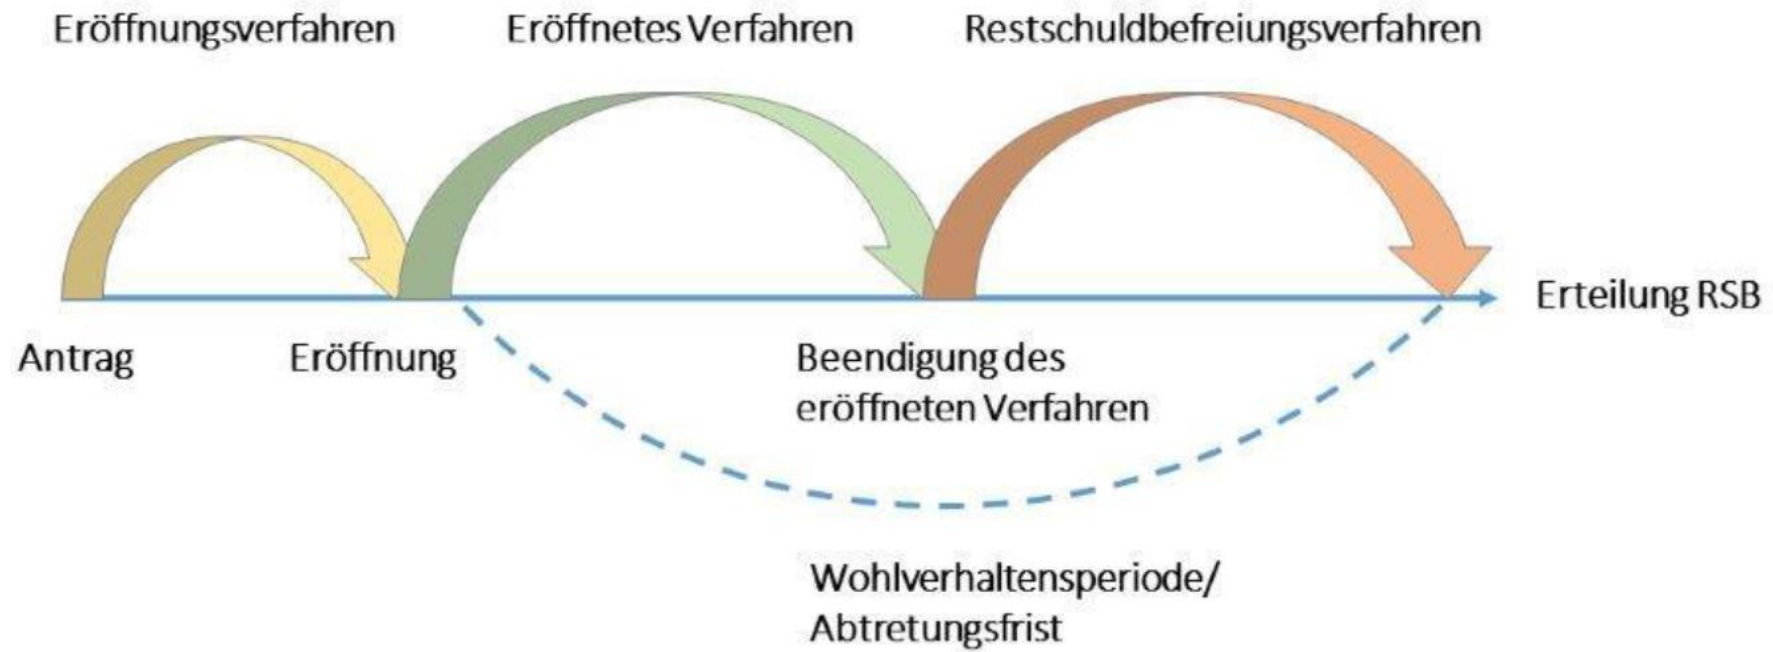 Eröffnungsverfahren
Eröffnetes Verfahren
Restschuldbefreiungsverfahren
Erteilung RSB
Antrag
Eröffnung
Beendigung des
eröffneten Verfahren
Wohlverhaltensperiode/
Abtretungsfrist